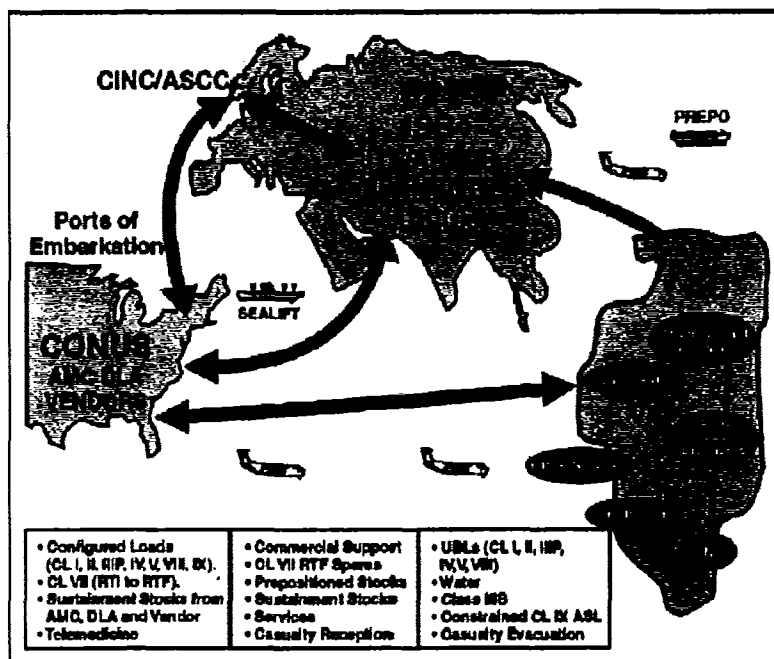 CINC/ASCC
PREPO
Ports of
Embarkation
SEALIFT
CONUS
AMC DLA
VENDORS
• Configured Loads
(CL I, II, IIIP, IV, V, VIII, IX).
• CL VII (RTI to RTF).
• Sustainment Stocks from
AMC, DLA and Vendor
• Telemedicine
• Commercial Support
• CL VII RTF Spares
• Prepositioned Stocks
• Sustainment Stocks
• Services
• Casualty Reception
• UBLs (CL I, II, IIIP,
IV, V, VIII)
• Water
• Class IIIB
• Constrained CL IX ASL
• Casualty Evacuation